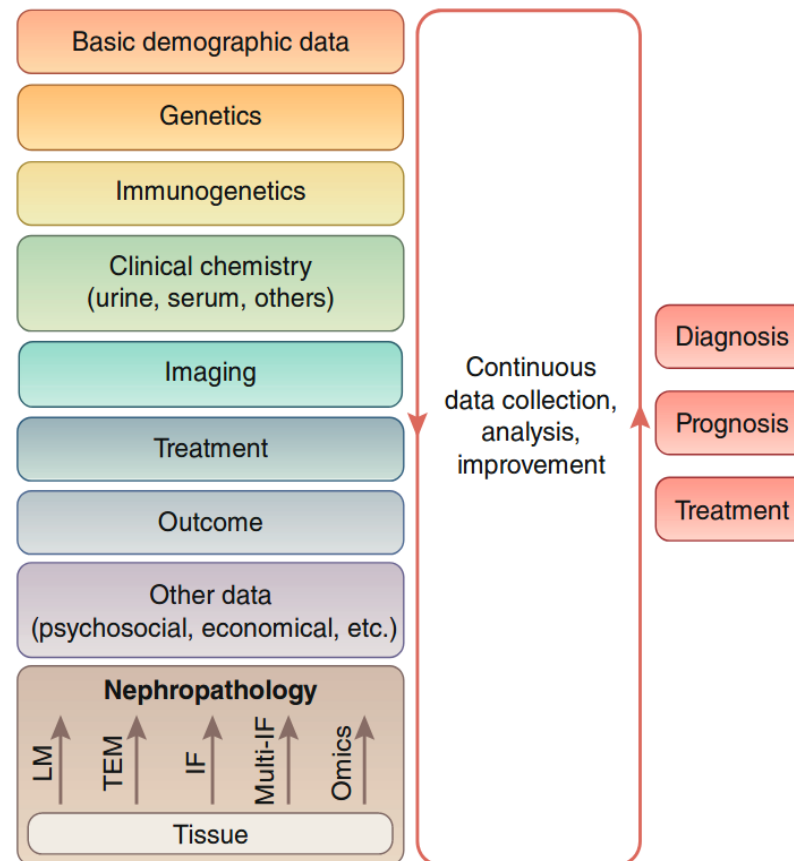 Basic demographic data
Genetics
Immunogenetics
Clinical chemistry
(urine, serum, others)
Imaging
Treatment
Outcome
Other data
(psychosocial, economical, etc.)
Nephropathology
LM
TEM
IF
Multi-IF
Omics
Tissue
Continuous
data collection,
analysis,
improvement
Diagnosis
Prognosis
Treatment